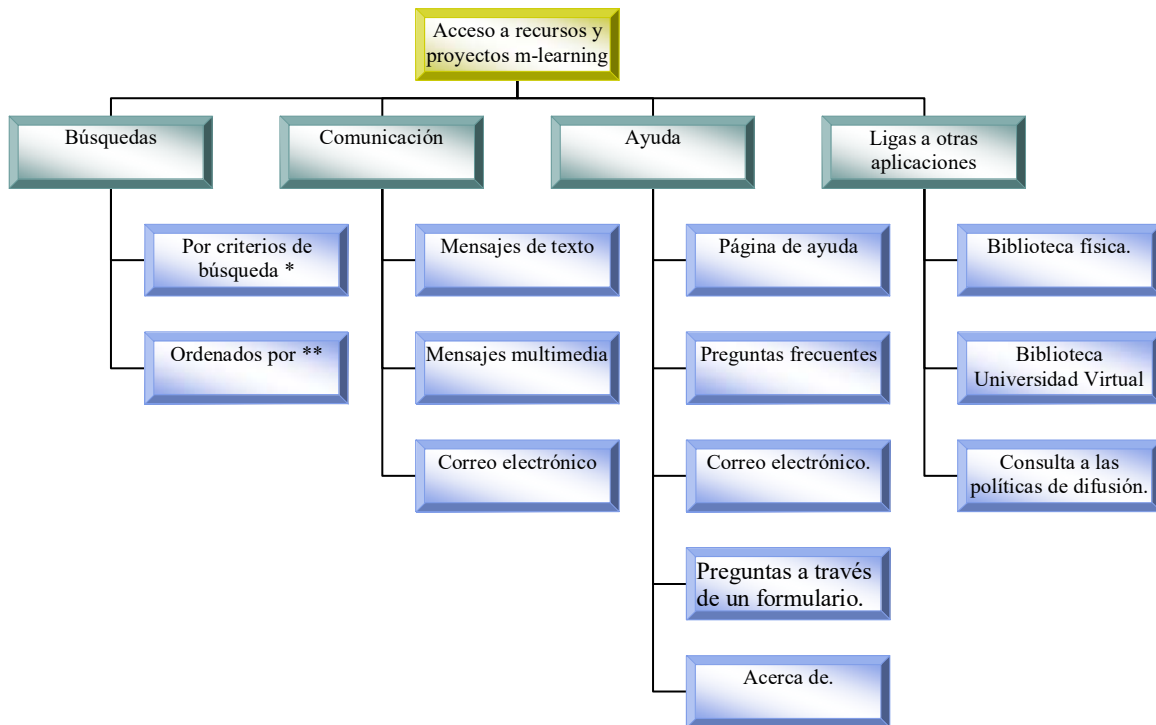 Acceso a recursos y
proyectos m-learning
Búsquedas
Comunicación
Ayuda
Ligas a otras
aplicaciones
Por criterios de
búsqueda *
Ordenados por **
Mensajes de texto
Mensajes multimedia
Correo electrónico
Página de ayuda
Preguntas frecuentes
Correo electrónico.
Preguntas a través
de un formulario.
Acerca de.
Biblioteca física.
Biblioteca
Universidad Virtual
Consulta a las
políticas de difusión.